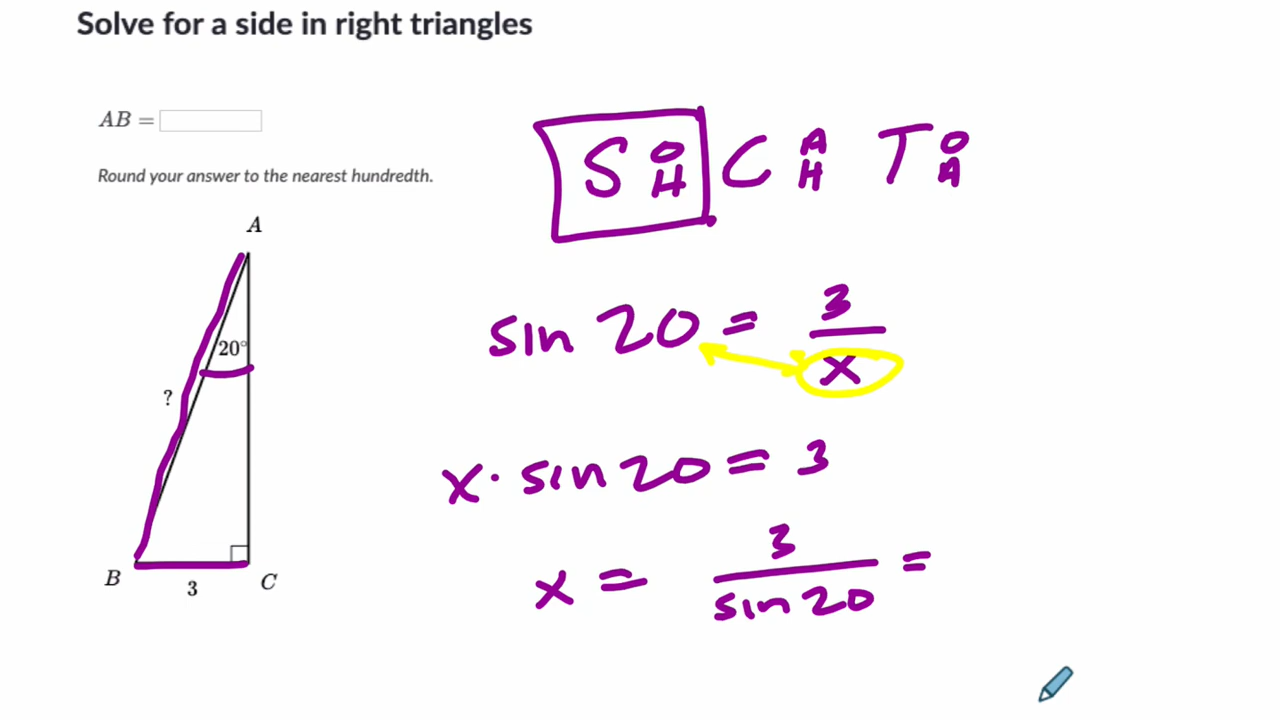 Solve for a side in right triangles
AB =
Round your answer to the nearest hundredth.
S O/H C A/H T O/A
A
20°
?
B
3
C
sin 20 = 3/x
x · sin 20 = 3
x = 3/sin 20 =